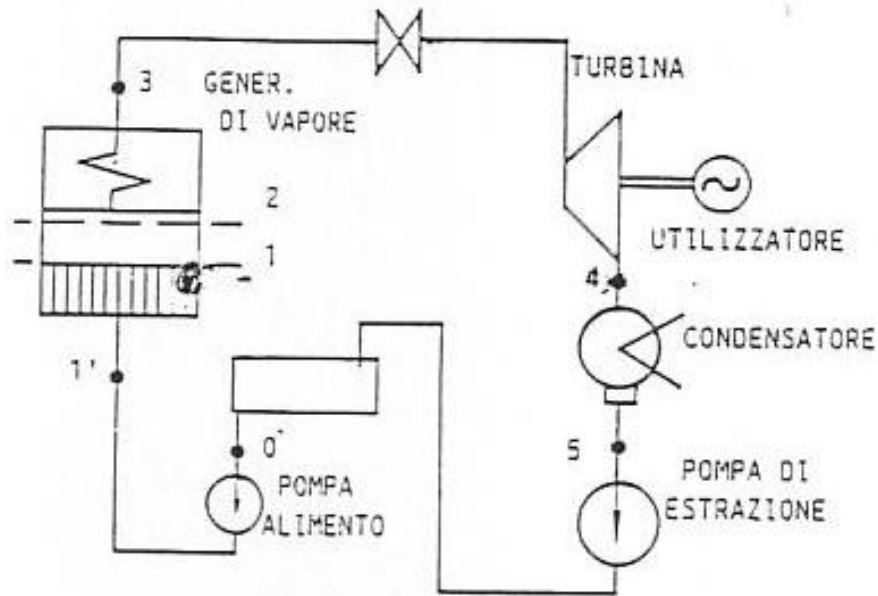 TURBINA
3
GENER.
DI VAPORE
2
1
UTILIZZATORE
4
CONDENSATORE
1'
0
5
POMPA
ALIMENTO
POMPA DI
ESTRAZIONE